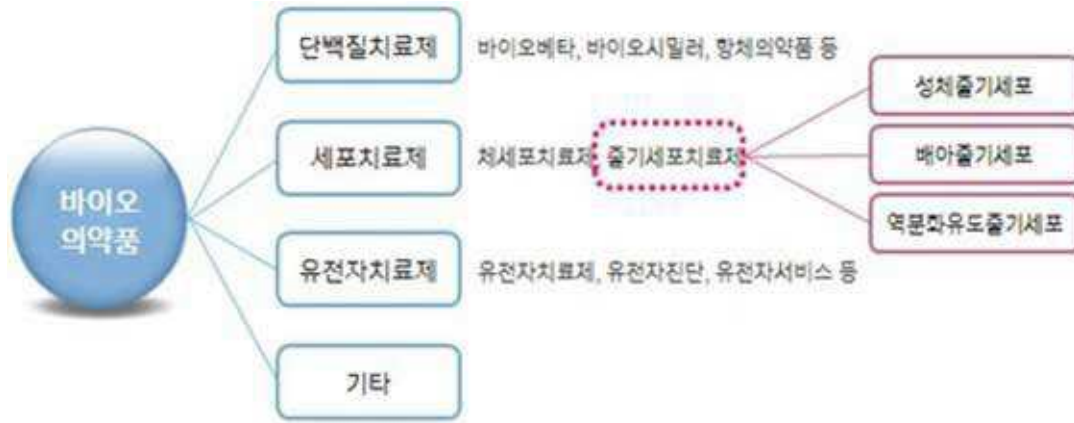 바이오
의약품
단백질치료제
바이오베타, 바이오시밀러, 항체의약품 등
세포치료제
체세포치료제
줄기세포치료제
성체줄기세포
배아줄기세포
역분화유도줄기세포
유전자치료제
유전자치료제, 유전자진단, 유전자서비스 등
기타